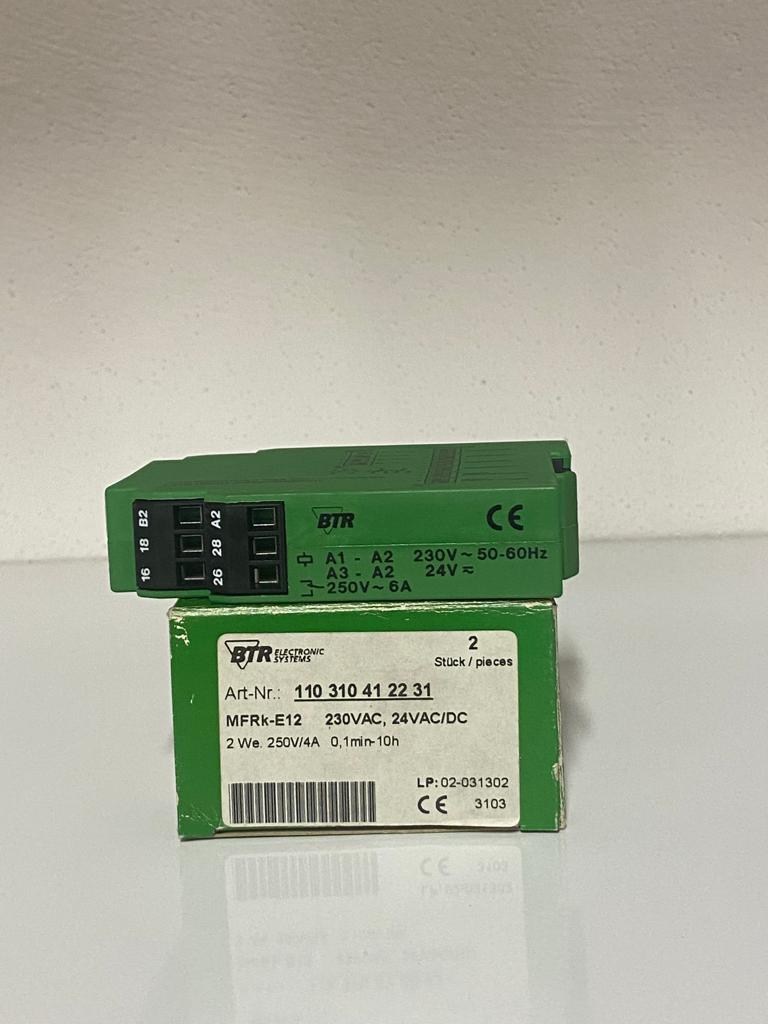 B2
18
16
A2
28
26
BTR
CE
A1 - A2 230V ~ 50-60Hz
A3 - A2 24V ≂
250V ~ 6A
BTR ELECTRONIC SYSTEMS
2
Stück / pieces
Art-Nr.: 110 310 41 22 31
MFRk-E12 230VAC, 24VAC/DC
2 We. 250V/4A 0,1min-10h
LP: 02-031302
CE 3103